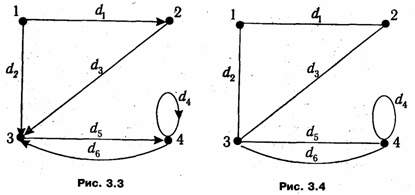 1 d₁ 2
d₂ d₃
d₄
3 d₅ 4
d₆
Рис. 3.3
1 d₁ 2
d₂ d₃
d₄
3 d₅ 4
d₆
Рис. 3.4